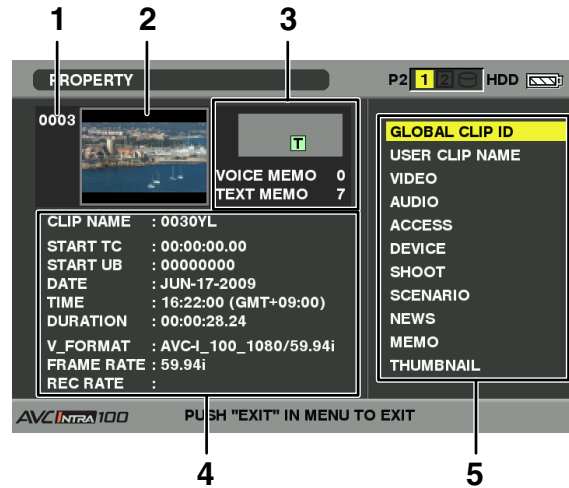 1 2 3
PROPERTY P2 1 2 HDD
0003
T
VOICE MEMO 0
TEXT MEMO 7
CLIP NAME : 0030YL
START TC : 00:00:00.00
START UB : 00000000
DATE : JUN-17-2009
TIME : 16:22:00 (GMT+09:00)
DURATION : 00:00:28.24
V_FORMAT : AVC-I_100_1080/59.94i
FRAME RATE : 59.94i
REC RATE :
GLOBAL CLIP ID
USER CLIP NAME
VIDEO
AUDIO
ACCESS
DEVICE
SHOOT
SCENARIO
NEWS
MEMO
THUMBNAIL
AVC INTRA 100 PUSH "EXIT" IN MENU TO EXIT
4 5